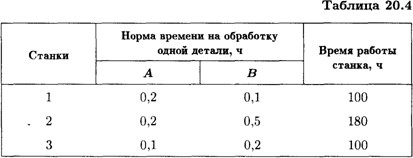 Таблица 20.4
Станки
Норма времени на обработку
одной детали, ч
Время работы
станка, ч
A B
1 0,2 0,1 100
2 0,2 0,5 180
3 0,1 0,2 100